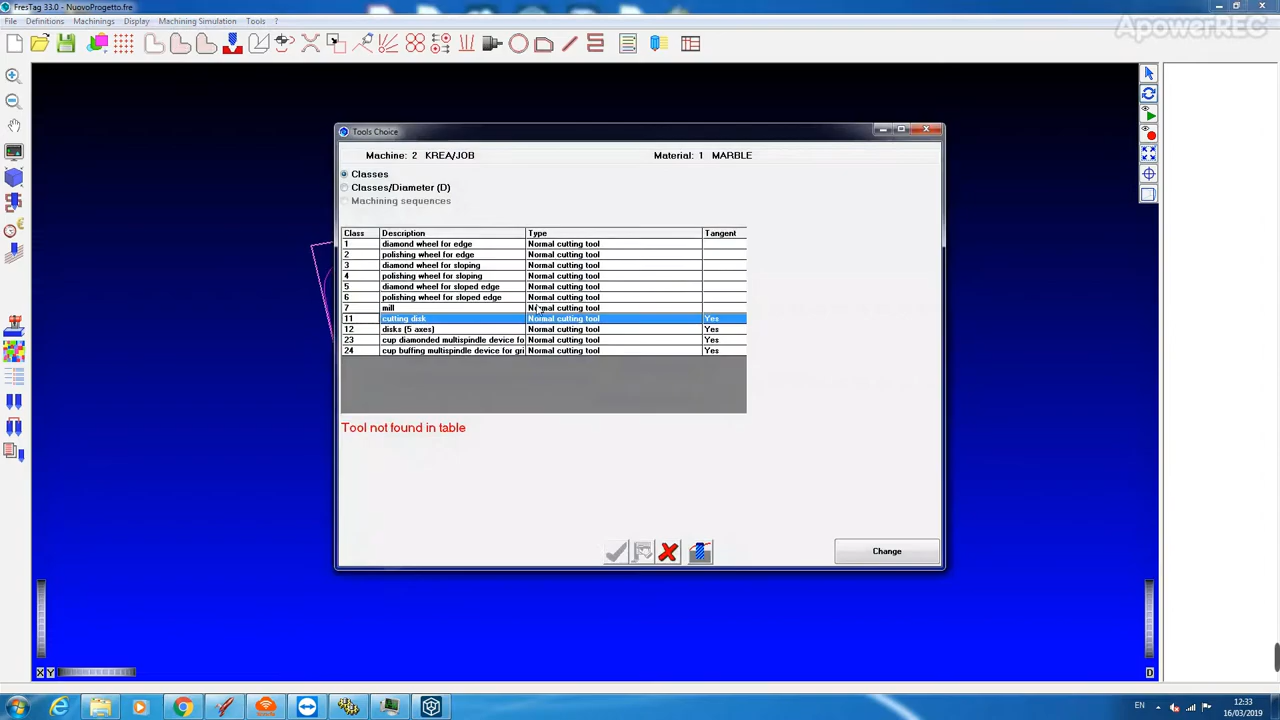 FresTag 33.0 - NuovoProgetto.fre
File Definitions Machinings Display Machining Simulation Tools ?
ApowerREC
Tools Choice
Machine: 2 KREA/JOB Material: 1 MARBLE
Classes
Classes/Diameter (D)
Machining sequences
Class Description Type Tangent
1 diamond wheel for edge Normal cutting tool
2 polishing wheel for edge Normal cutting tool
3 diamond wheel for sloping Normal cutting tool
4 polishing wheel for sloping Normal cutting tool
5 diamond wheel for sloped edge Normal cutting tool
6 polishing wheel for sloped edge Normal cutting tool
7 mill Normal cutting tool
11 cutting disk Normal cutting tool Yes
12 disks (5 axes) Normal cutting tool Yes
23 cup diamonded multispindle device fo Normal cutting tool Yes
24 cup buffing multispindle device for gri Normal cutting tool Yes
Tool not found in table
Change
X Y D
EN 12:33
16/03/2019